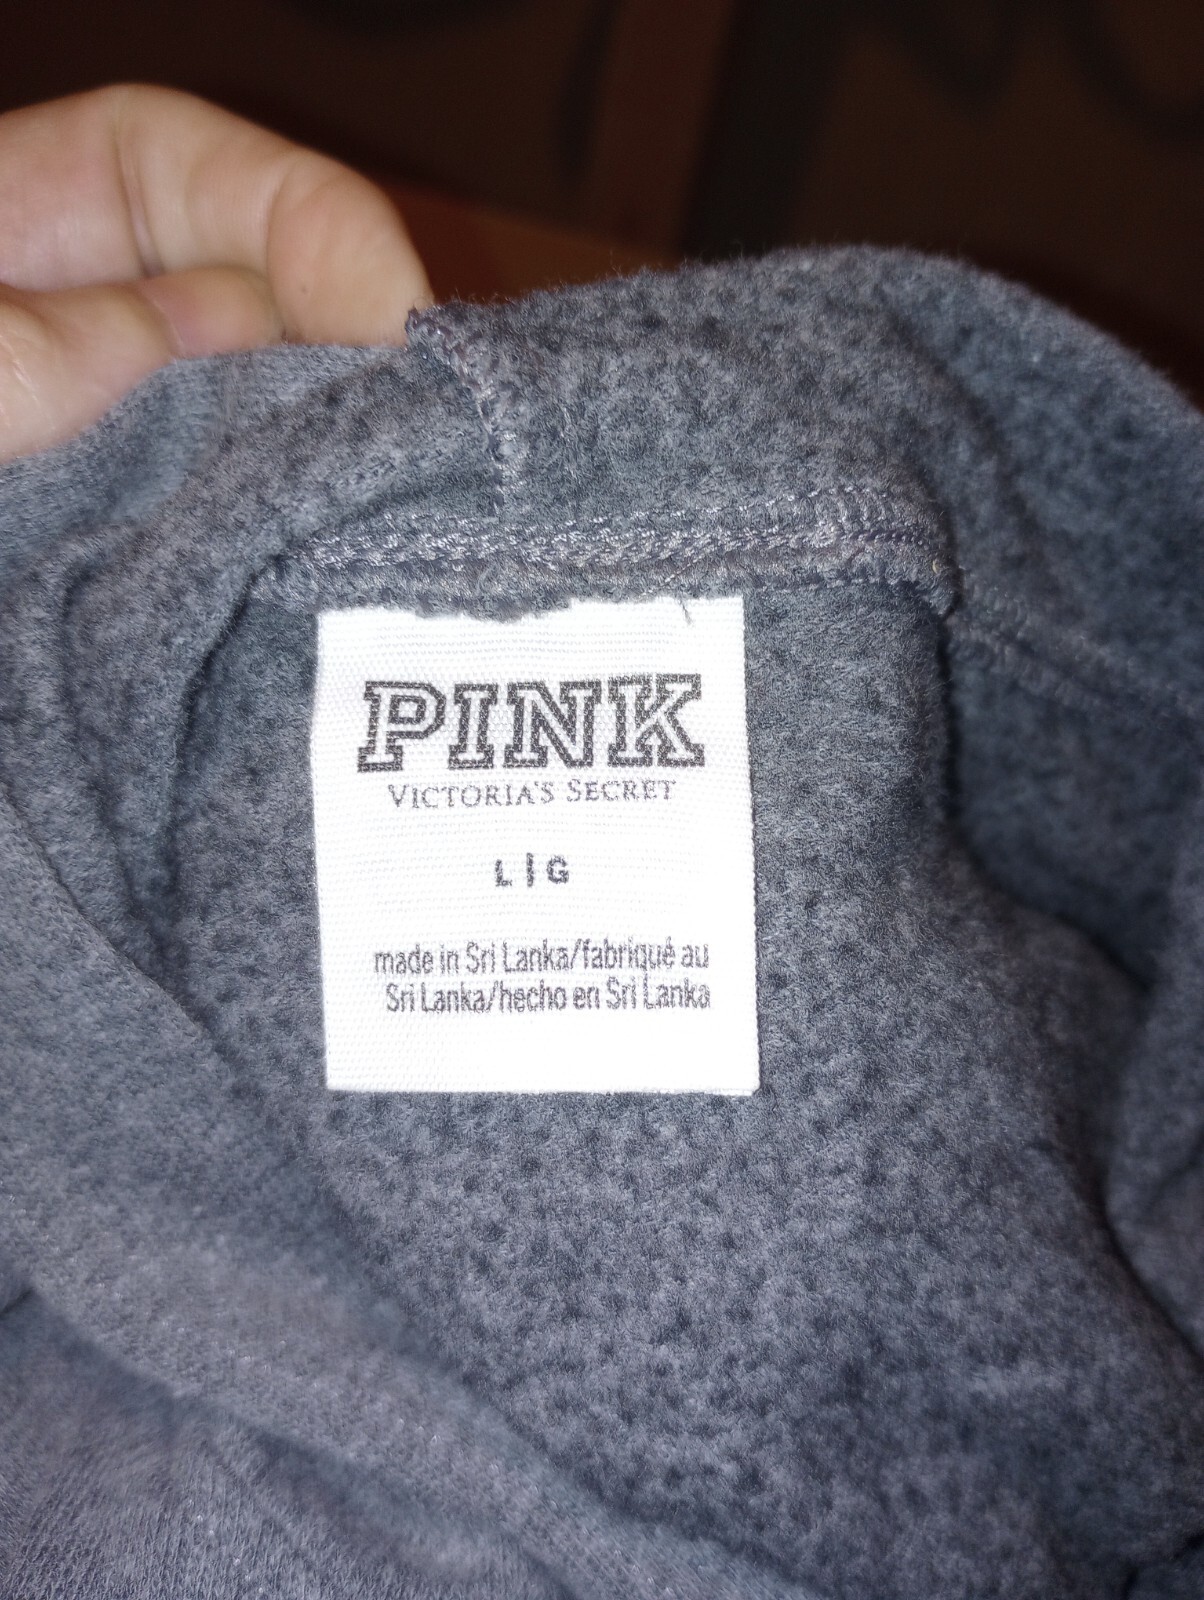 PINK
VICTORIA'S SECRET
L|G
made in Sri Lanka/fabriqué au
Sri Lanka/hecho en Sri Lanka